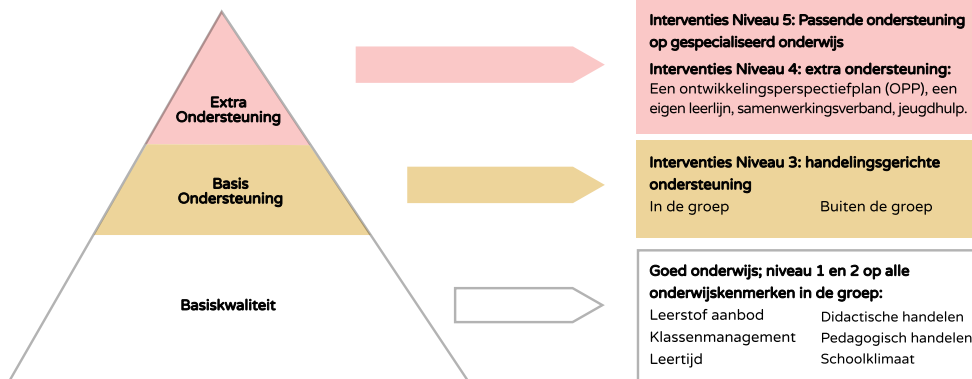 Extra
Ondersteuning
Basis
Ondersteuning
Basiskwaliteit
Interventies Niveau 5: Passende ondersteuning
op gespecialiseerd onderwijs
Interventies Niveau 4: extra ondersteuning:
Een ontwikkelingsperspectiefplan (OPP), een
eigen leerlijn, samenwerkingsverband, jeugdhulp.
Interventies Niveau 3: handelingsgerichte
ondersteuning
In de groep Buiten de groep
Goed onderwijs; niveau 1 en 2 op alle
onderwijskenmerken in de groep:
Leerstof aanbod Didactische handelen
Klassenmanagement Pedagogisch handelen
Leertijd Schoolklimaat